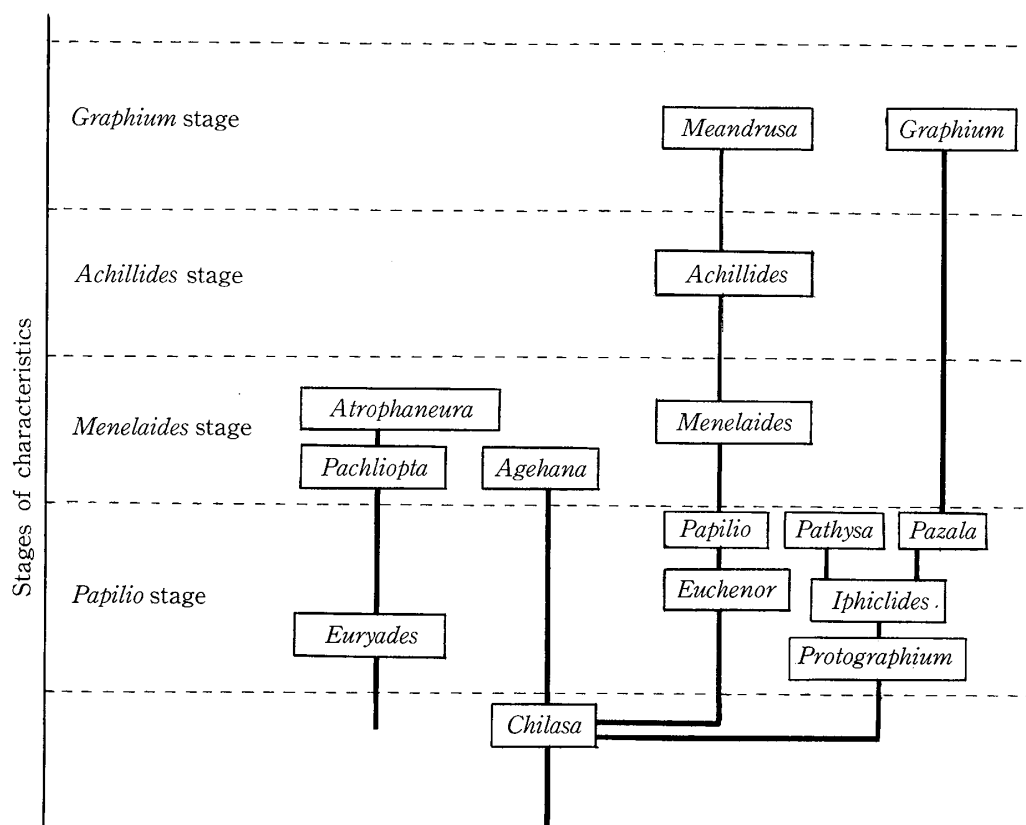 Graphium stage
Meandrusa
Graphium
Achillides stage
Achillides
Stages of characteristics
Menelaides stage
Atrophaneura
Menelaides
Pachliopta
Agehana
Papilio
Pathysa
Pazala
Papilio stage
Euchenor
Iphiclides
Euryades
Protographium
Chilasa